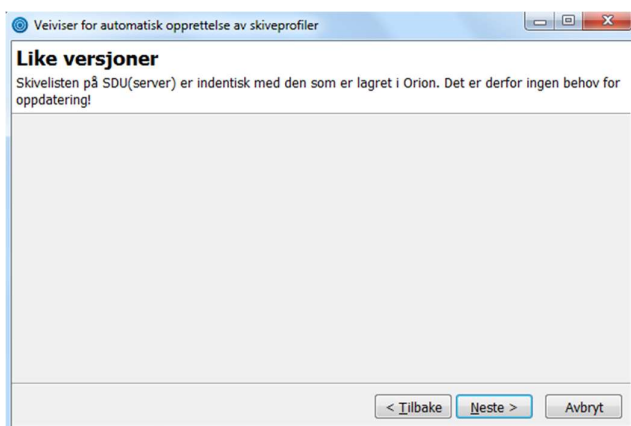 Veiviser for automatisk opprettelse av skiveprofiler
Like versjoner
Skivelisten på SDU(server) er indentisk med den som er lagret i Orion. Det er derfor ingen behov for
oppdatering!
< Tilbake
Neste >
Avbryt